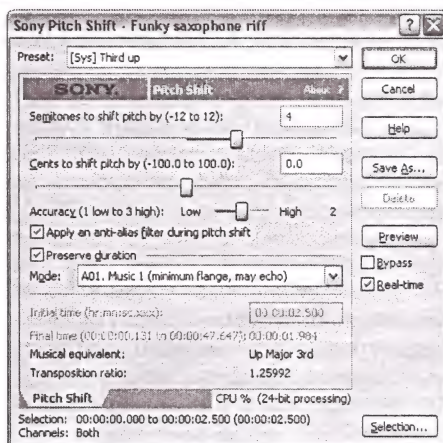 Sony Pitch Shift - Funky saxophone riff
Preset: [Sys] Third up
OK
SONY. Pitch Shift About ?
Cancel
Semitones to shift pitch by (-12 to 12): 4
Help
Cents to shift pitch by (-100.0 to 100.0): 0.0
Save As...
Delete
Accuracy (1 low to 3 high): Low High 2
Apply an anti-alias filter during pitch shift
Preview
Preserve duration
Bypass
Mode: A01. Music 1 (minimum flange, may echo)
Real-time
Initial time (hr:mn:sc.xxx): 00:00:02.500
Final time (00:00:00.131 to 00:00:47.647): 00:00:01.984
Musical equivalent: Up Major 3rd
Transposition ratio: 1.25992
Pitch Shift CPU % (24-bit processing)
Selection: 00:00:00.000 to 00:00:02.500 (00:00:02.500)
Channels: Both
Selection...